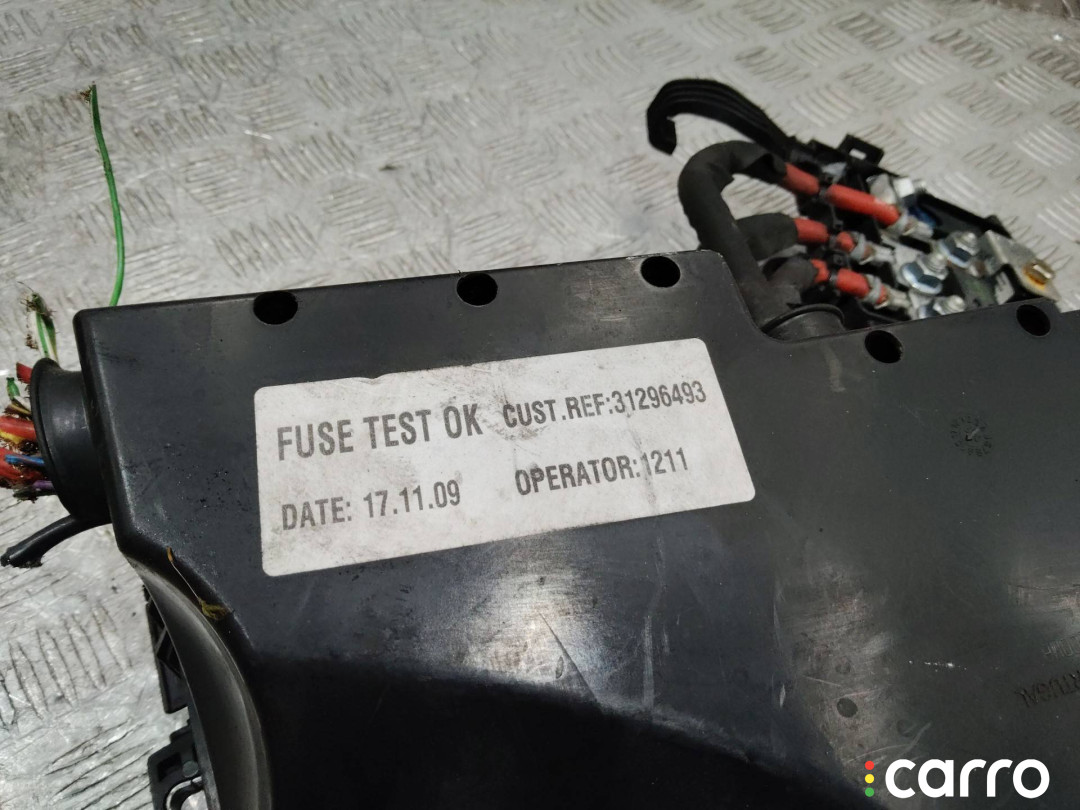 FUSE TEST OK CUST.REF:31296493
DATE: 17.11.09 OPERATOR:1211
carro